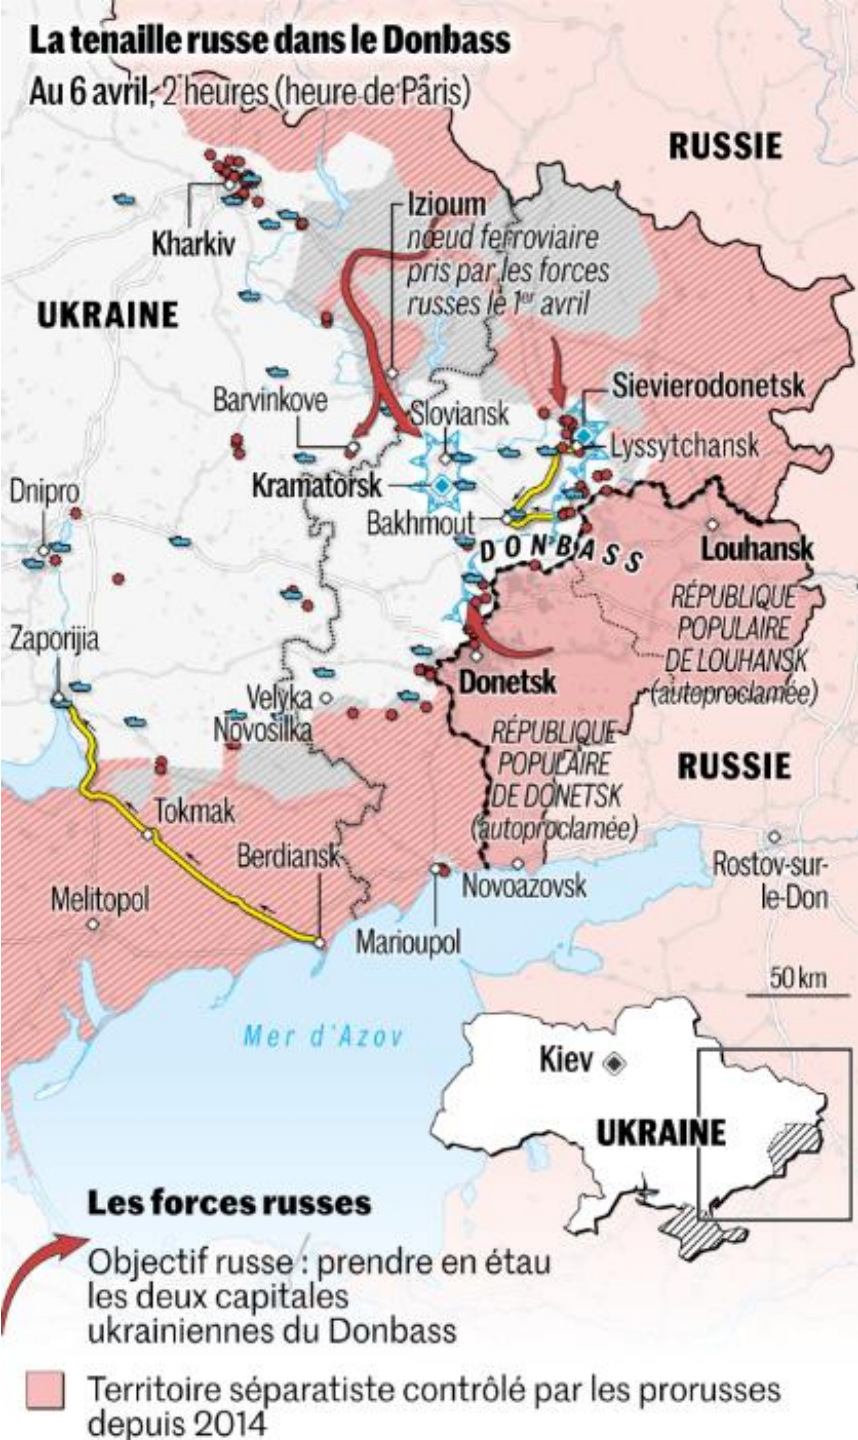 La tenaille russe dans le Donbass
Au 6 avril, 2 heures (heure de Pâris)
RUSSIE
Izioum
nœud ferroviaire
pris par les forces
russes le 1er avril
Kharkiv
UKRAINE
Sievierodonetsk
Barvinkove
Sloviansk
Lyssytchansk
Kramatorsk
Dnipro
Bakhmout
DONBASS
Louhansk
RÉPUBLIQUE
POPULAIRE
DE LOUHANSK
(autoproclamée)
Zaporijia
Donetsk
Velyka
Novosilka
RÉPUBLIQUE
POPULAIRE
DE DONETSK
(autoproclamée)
RUSSIE
Tokmak
Berdiansk
Rostov-sur-
le-Don
Melitopol
Novoazovsk
Marioupol
50 km
Mer d'Azov
Kiev
UKRAINE
Les forces russes
Objectif russe : prendre en étau
les deux capitales
ukrainiennes du Donbass
Territoire séparatiste contrôlé par les prorusses
depuis 2014